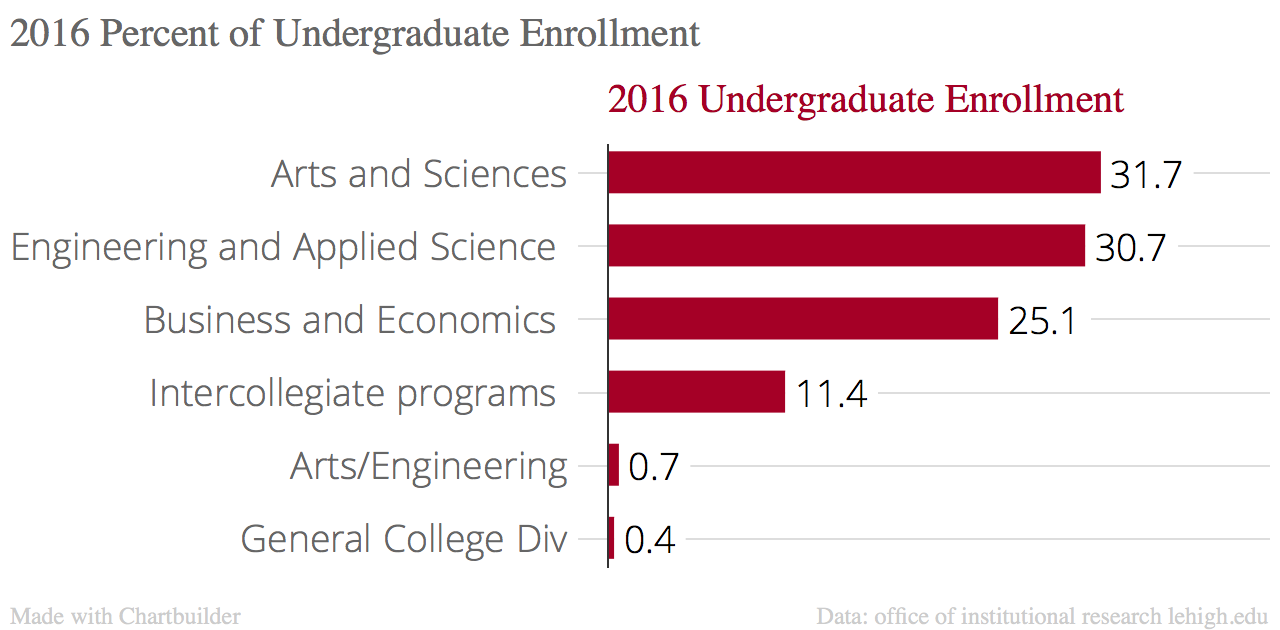 2016 Percent of Undergraduate Enrollment
2016 Undergraduate Enrollment
Arts and Sciences 31.7
Engineering and Applied Science 30.7
Business and Economics 25.1
Intercollegiate programs 11.4
Arts/Engineering 0.7
General College Div 0.4
Made with Chartbuilder Data: office of institutional research lehigh.edu